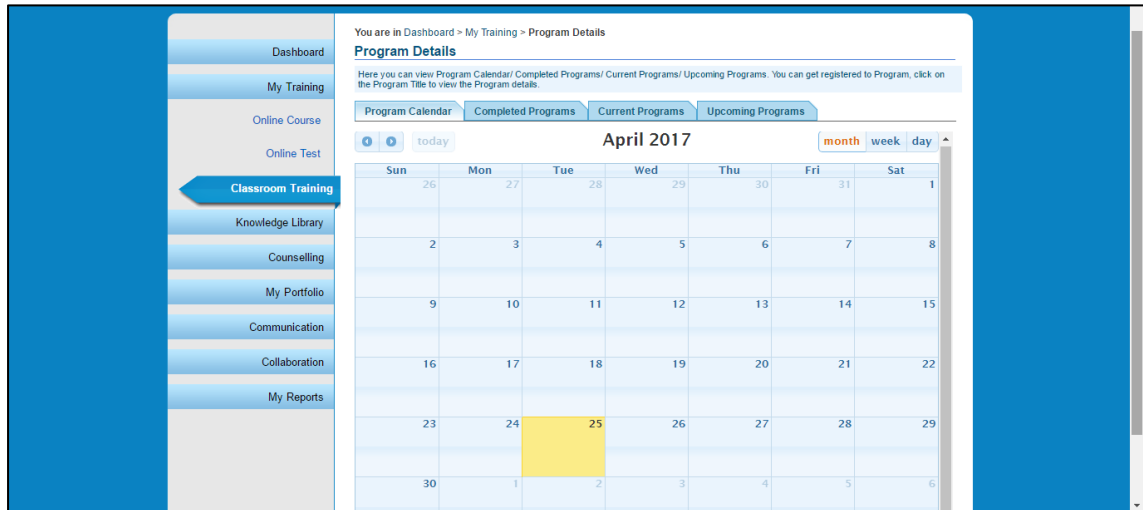 You are in Dashboard > My Training > Program Details
Program Details
Here you can view Program Calendar/ Completed Programs/ Current Programs/ Upcoming Programs. You can get registered to Program, click on
the Program Title to view the Program details.
Dashboard
My Training
Online Course
Online Test
Classroom Training
Knowledge Library
Counselling
My Portfolio
Communication
Collaboration
My Reports
Program Calendar Completed Programs Current Programs Upcoming Programs
today April 2017 month week day
Sun Mon Tue Wed Thu Fri Sat
26 27 28 29 30 31 1
2 3 4 5 6 7 8
9 10 11 12 13 14 15
16 17 18 19 20 21 22
23 24 25 26 27 28 29
30 1 2 3 4 5 6